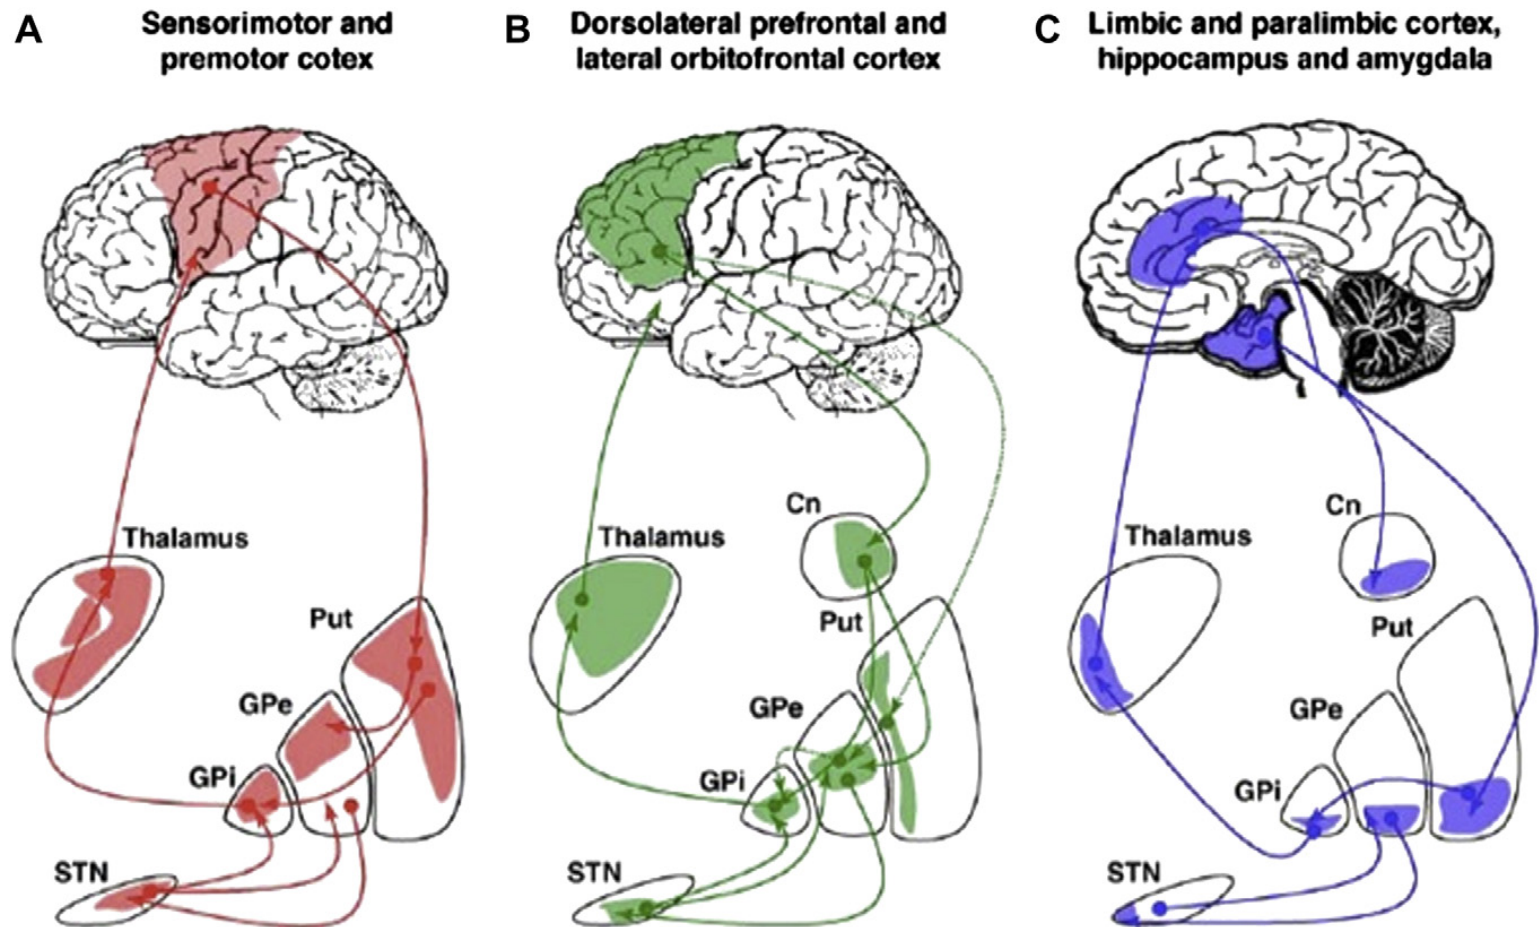 A
Sensorimotor and
premotor cotex
B
Dorsolateral prefrontal and
lateral orbitofrontal cortex
C
Limbic and paralimbic cortex,
hippocampus and amygdala
Thalamus
Put
GPe
GPi
STN
Cn
Thalamus
Put
GPe
GPi
STN
Cn
Thalamus
Put
GPe
GPi
STN